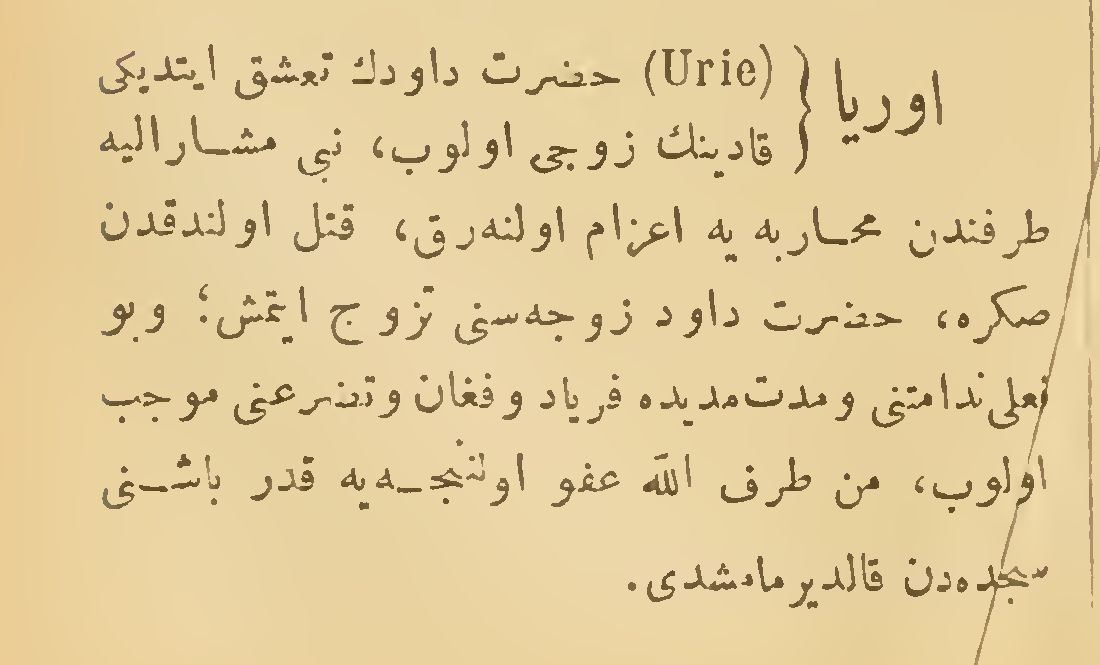 اوريا { (Urie) حضرت داودك تعشق ايتديكى
قادينك زوجى اولوب، نبى مشاراليه
طرفندن محاربه يه اعزام اولنه‌رق، قتل اولندقدن
صكره، حضرت داود زوجه‌سنى تزوج ايتمش؛ وبو
فعلى ندامتنى ومدت مديده فرياد وفغان وتضرعنى موجب
اولوب، من طرف الله عفو اولننجه‌يه قدر باشنى
سجده‌دن قالديرمامشدى.